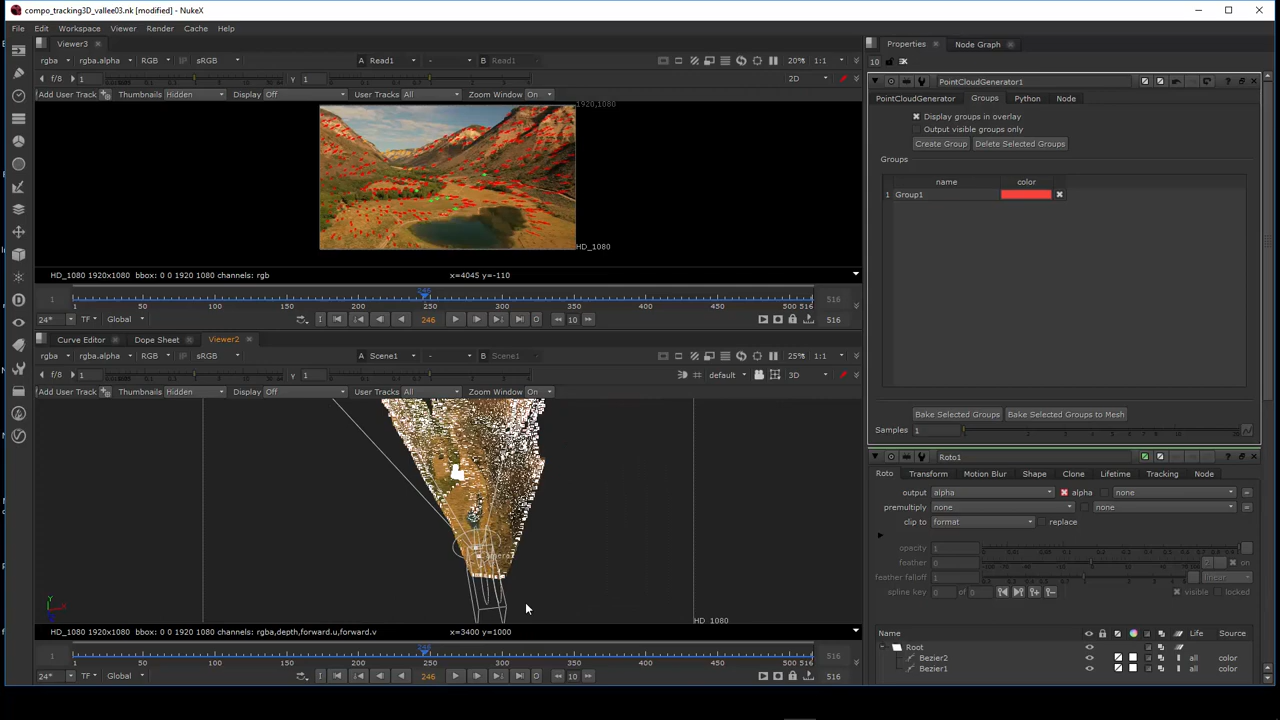 compo_tracking3D_vallee03.nk [modified] - NukeX
File Edit Workspace Viewer Render Cache Help
Viewer3
Properties Node Graph
rgba rgba.alpha RGB sRGB A Read1 - B Read1 20% 1:1
10
f/8 1 Y 1 2D
PointCloudGenerator1
Add User Track Thumbnails Hidden Display Off User Tracks All Zoom Window On
PointCloudGenerator Groups Python Node
1920,1080
Display groups in overlay
Output visible groups only
Create Group Delete Selected Groups
Groups
name color
1 Group1
HD_1080
HD_1080 1920x1080 bbox: 0 0 1920 1080 channels: rgb x=4045 y=-110
246
1 1 50 100 150 200 250 300 350 400 450 500 516 516
24* TF Global 246 10 516
Curve Editor Dope Sheet Viewer2
rgba rgba.alpha RGB sRGB A Scene1 - B Scene1 25% 1:1
f/8 1 Y 1 default 3D
Add User Track Thumbnails Hidden Display Off User Tracks All Zoom Window On
Bake Selected Groups Bake Selected Groups to Mesh
Samples 1
Roto1
Roto Transform Motion Blur Shape Clone Lifetime Tracking Node
output alpha alpha none
premultiply none none
clip to format replace
opacity 1
feather 0 on
feather falloff 1 linear
spline key 0 of 0 visible locked
HD_1080
HD_1080 1920x1080 bbox: 0 0 1920 1080 channels: rgba,depth,forward.u,forward.v x=3400 y=1000
Name Life Source
Root
Bezier2 all color
Bezier1 all color
246
1 1 50 100 150 200 250 300 350 400 450 500 516 516
24* TF Global 246 10 516